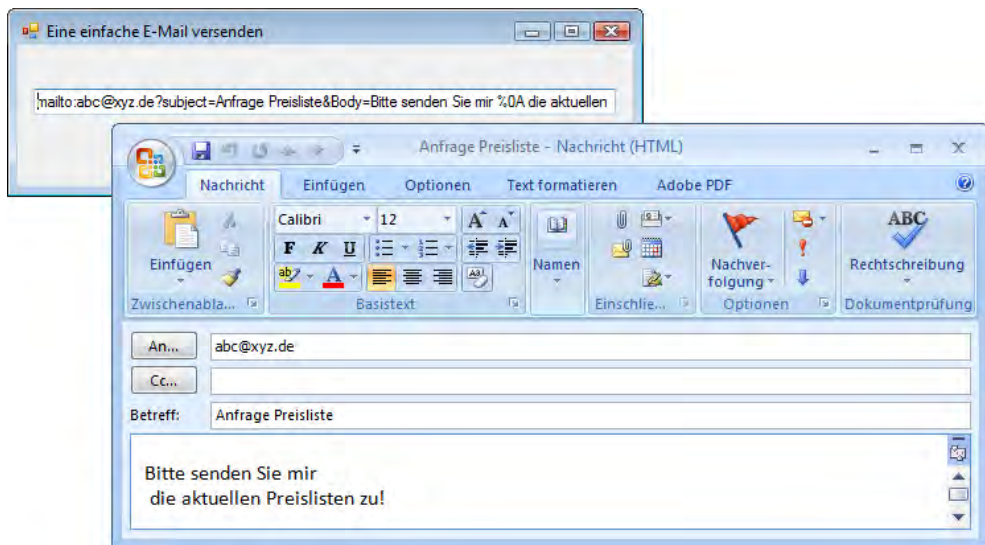 Eine einfache E-Mail versenden
mailto:abc@xyz.de?subject=Anfrage Preisliste&Body=Bitte senden Sie mir %0A die aktuellen
Anfrage Preisliste - Nachricht (HTML)
Nachricht Einfügen Optionen Text formatieren Adobe PDF
Calibri 12 A A ABC
F K U
Einfügen ab A Aa Namen Nachver- Rechtschreibung
folgung
Zwischenabla... Basistext Einschlie... Optionen Dokumentprüfung
An... abc@xyz.de
Cc...
Betreff: Anfrage Preisliste
Bitte senden Sie mir
die aktuellen Preislisten zu!